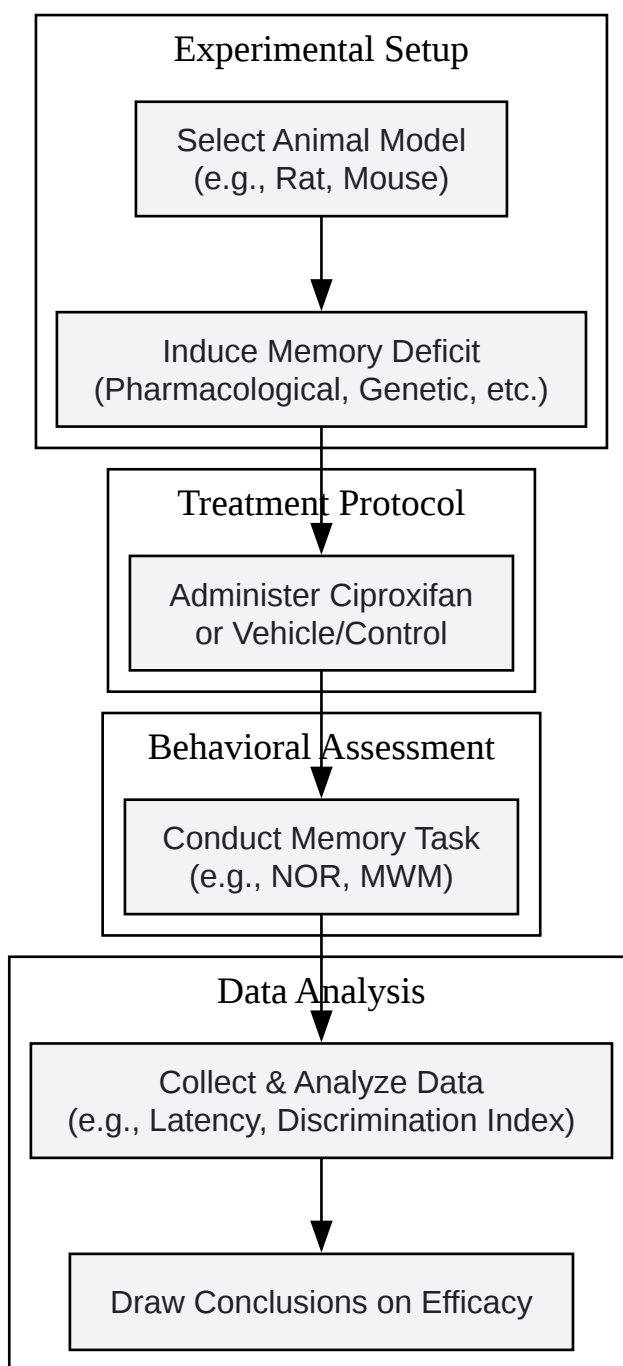 Experimental Setup
Select Animal Model
(e.g., Rat, Mouse)
Induce Memory Deficit
(Pharmacological, Genetic, etc.)
Treatment Protocol
Administer Ciproxifan
or Vehicle/Control
Behavioral Assessment
Conduct Memory Task
(e.g., NOR, MWM)
Data Analysis
Collect & Analyze Data
(e.g., Latency, Discrimination Index)
Draw Conclusions on Efficacy